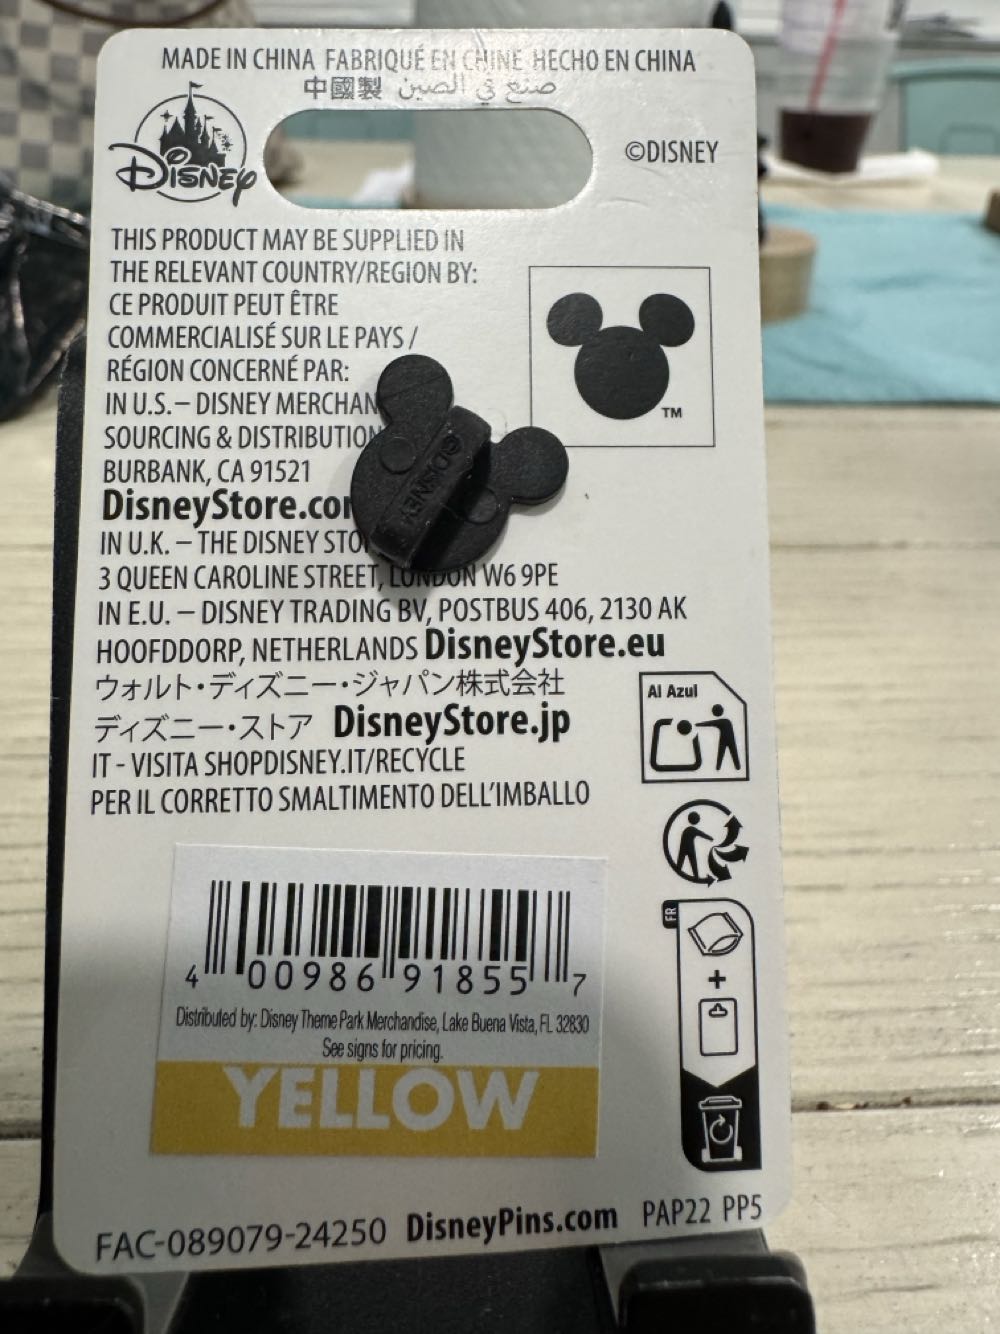 MADE IN CHINA FABRIQUÉ EN CHINE HECHO EN CHINA
中國製 صنع في الصين
Disney
©DISNEY
THIS PRODUCT MAY BE SUPPLIED IN
THE RELEVANT COUNTRY/REGION BY:
CE PRODUIT PEUT ÊTRE
COMMERCIALISÉ SUR LE PAYS /
RÉGION CONCERNÉ PAR:
IN U.S. – DISNEY MERCHAN
SOURCING & DISTRIBUTION
BURBANK, CA 91521
DisneyStore.co
IN U.K. – THE DISNEY STO
3 QUEEN CAROLINE STREET, LONDON W6 9PE
IN E.U. – DISNEY TRADING BV, POSTBUS 406, 2130 AK
HOOFDDORP, NETHERLANDS DisneyStore.eu
ウォルト・ディズニー・ジャパン株式会社
ディズニー・ストア DisneyStore.jp
IT - VISITA SHOPDISNEY.IT/RECYCLE
PER IL CORRETTO SMALTIMENTO DELL'IMBALLO
TM
©DISNEY
Al Azul
FR
4 00986 91855 7
Distributed by: Disney Theme Park Merchandise, Lake Buena Vista, FL 32830
See signs for pricing.
YELLOW
FAC-089079-24250 DisneyPins.com PAP22 PP5